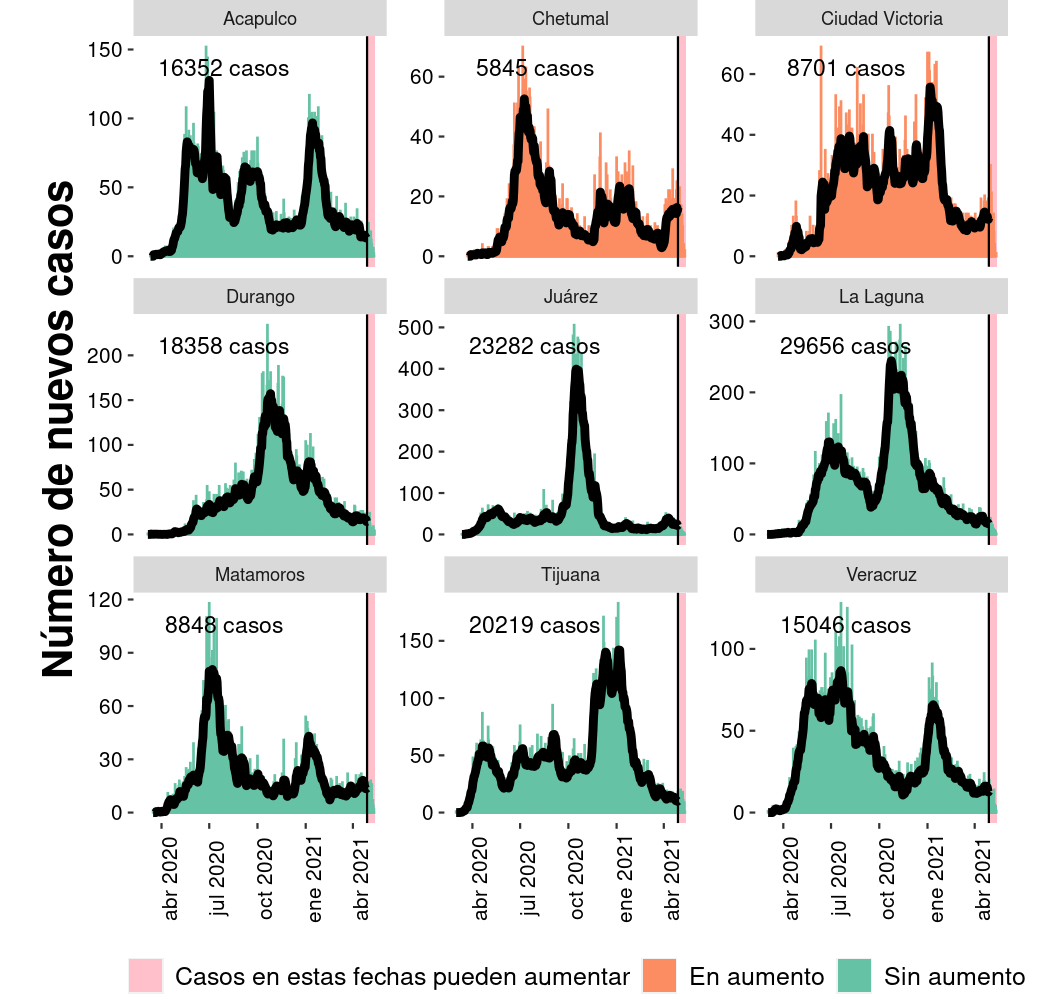 Número de nuevos casos
Acapulco
Chetumal
Ciudad Victoria
150
100
50
0
16352 casos
60
40
20
0
5845 casos
60
40
20
0
8701 casos
Durango
Juárez
La Laguna
200
150
100
50
0
18358 casos
500
400
300
200
100
0
23282 casos
300
200
100
0
29656 casos
Matamoros
Tijuana
Veracruz
120
90
60
30
0
8848 casos
150
100
50
0
20219 casos
100
50
0
15046 casos
abr 2020
jul 2020
oct 2020
ene 2021
abr 2021
abr 2020
jul 2020
oct 2020
ene 2021
abr 2021
abr 2020
jul 2020
oct 2020
ene 2021
abr 2021
Casos en estas fechas pueden aumentar
En aumento
Sin aumento